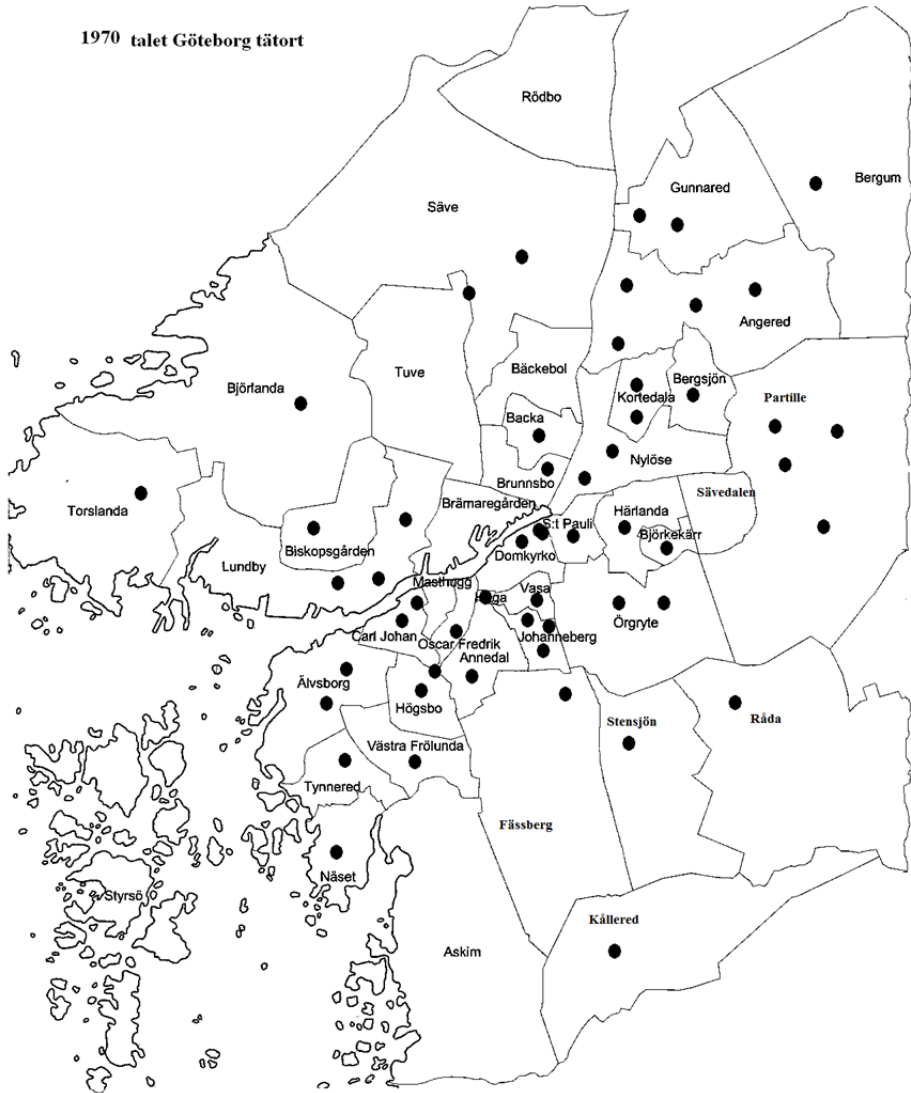 1970 talet Göteborg tätort
Rödbo
Bergum
Gunnared
Säve
Angered
Tuve
Bäckebol
Björlanda
Bergsjön
Kortedala
Partille
Backa
Nylöse
Brunnsbo
Sävedalen
Torslanda
Brämaregården
Härlanda
S:t Pauli
Björkekärr
Biskopsgården
Domkyrko
Lundby
Masthogg
Vasa
Haga
Örgryte
Carl Johan
Johanneberg
Oscar Fredrik
Annedal
Älvsborg
Högsbo
Stensjön
Råda
Västra Frölunda
Tynnered
Fässberg
Näset
Styrsö
Kållered
Askim